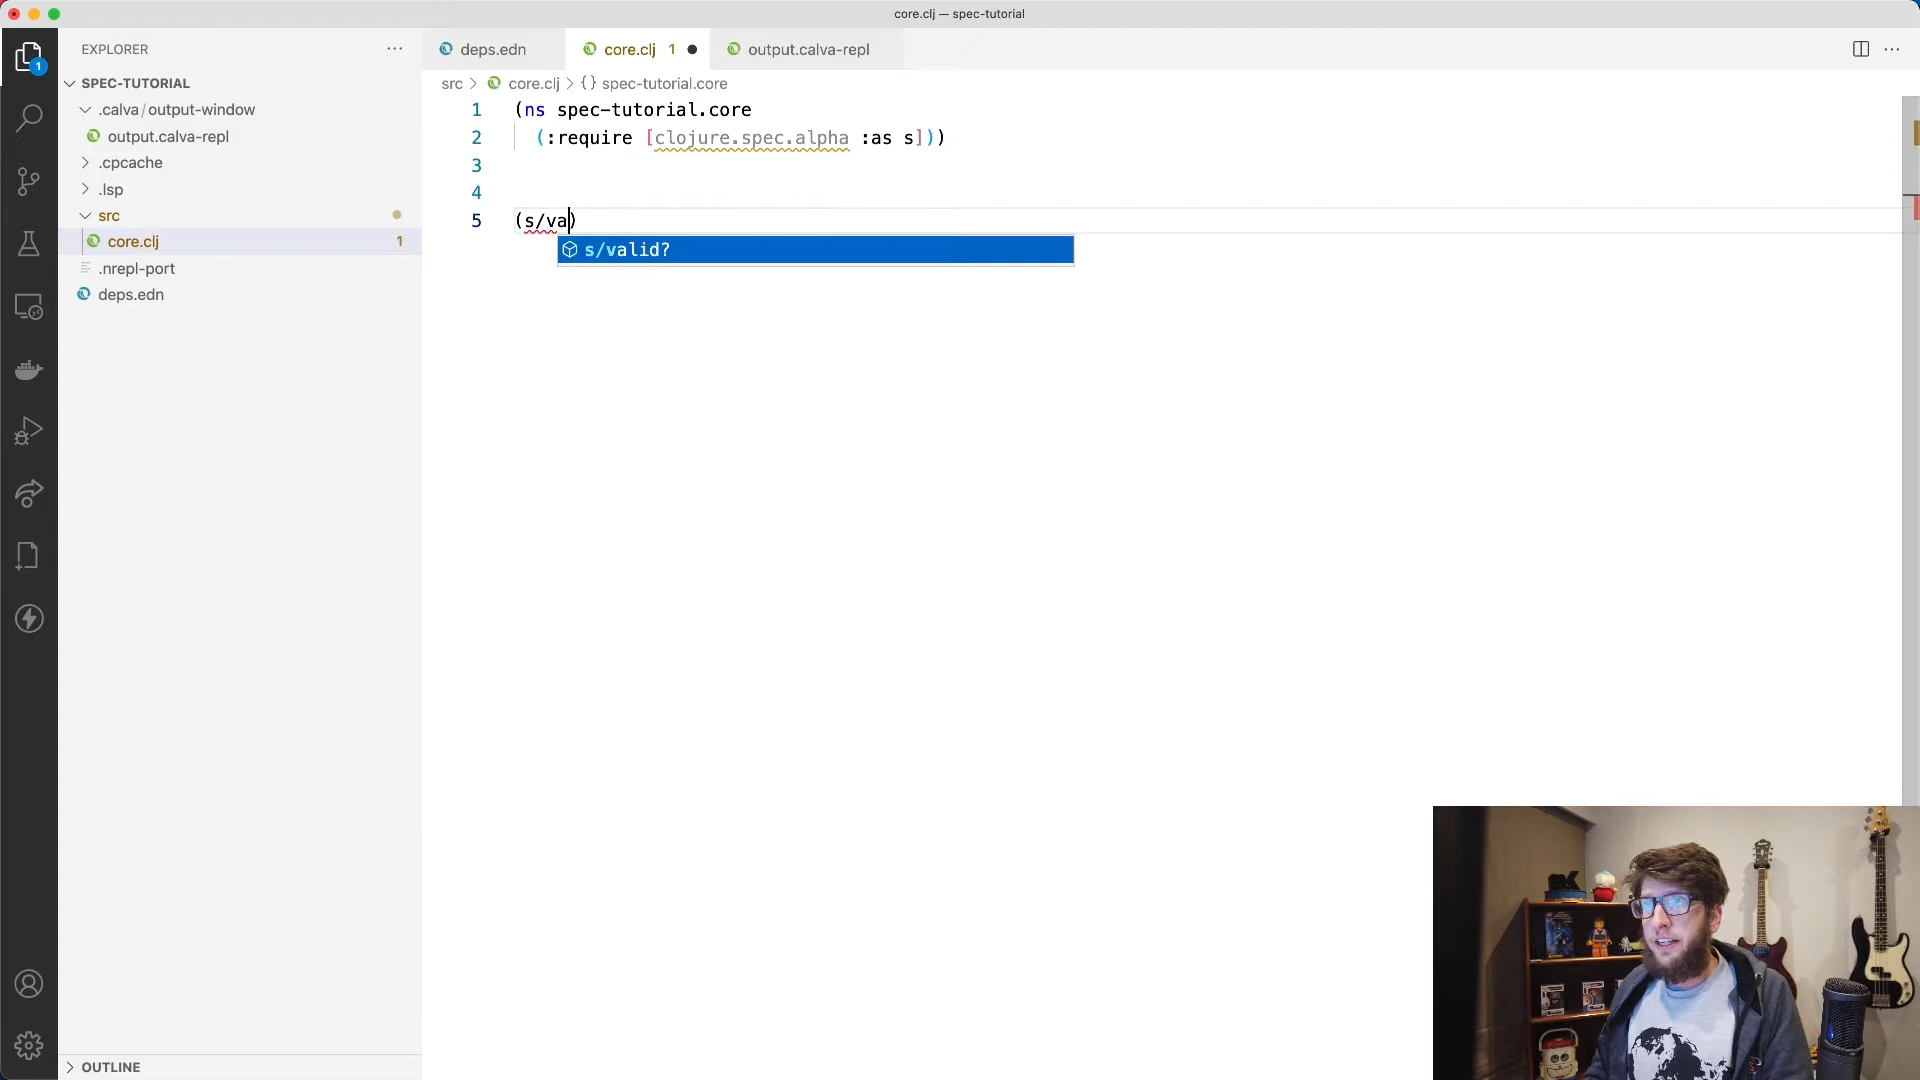 core.clj — spec-tutorial
EXPLORER
deps.edn
core.clj 1
output.calva-repl
SPEC-TUTORIAL
src > core.clj > {} spec-tutorial.core
.calva/output-window
output.calva-repl
.cpcache
.lsp
src
core.clj 1
.nrepl-port
deps.edn
OUTLINE
1
1 (ns spec-tutorial.core
2 (:require [clojure.spec.alpha :as s]))
3
4
5 (s/va)
s/valid?